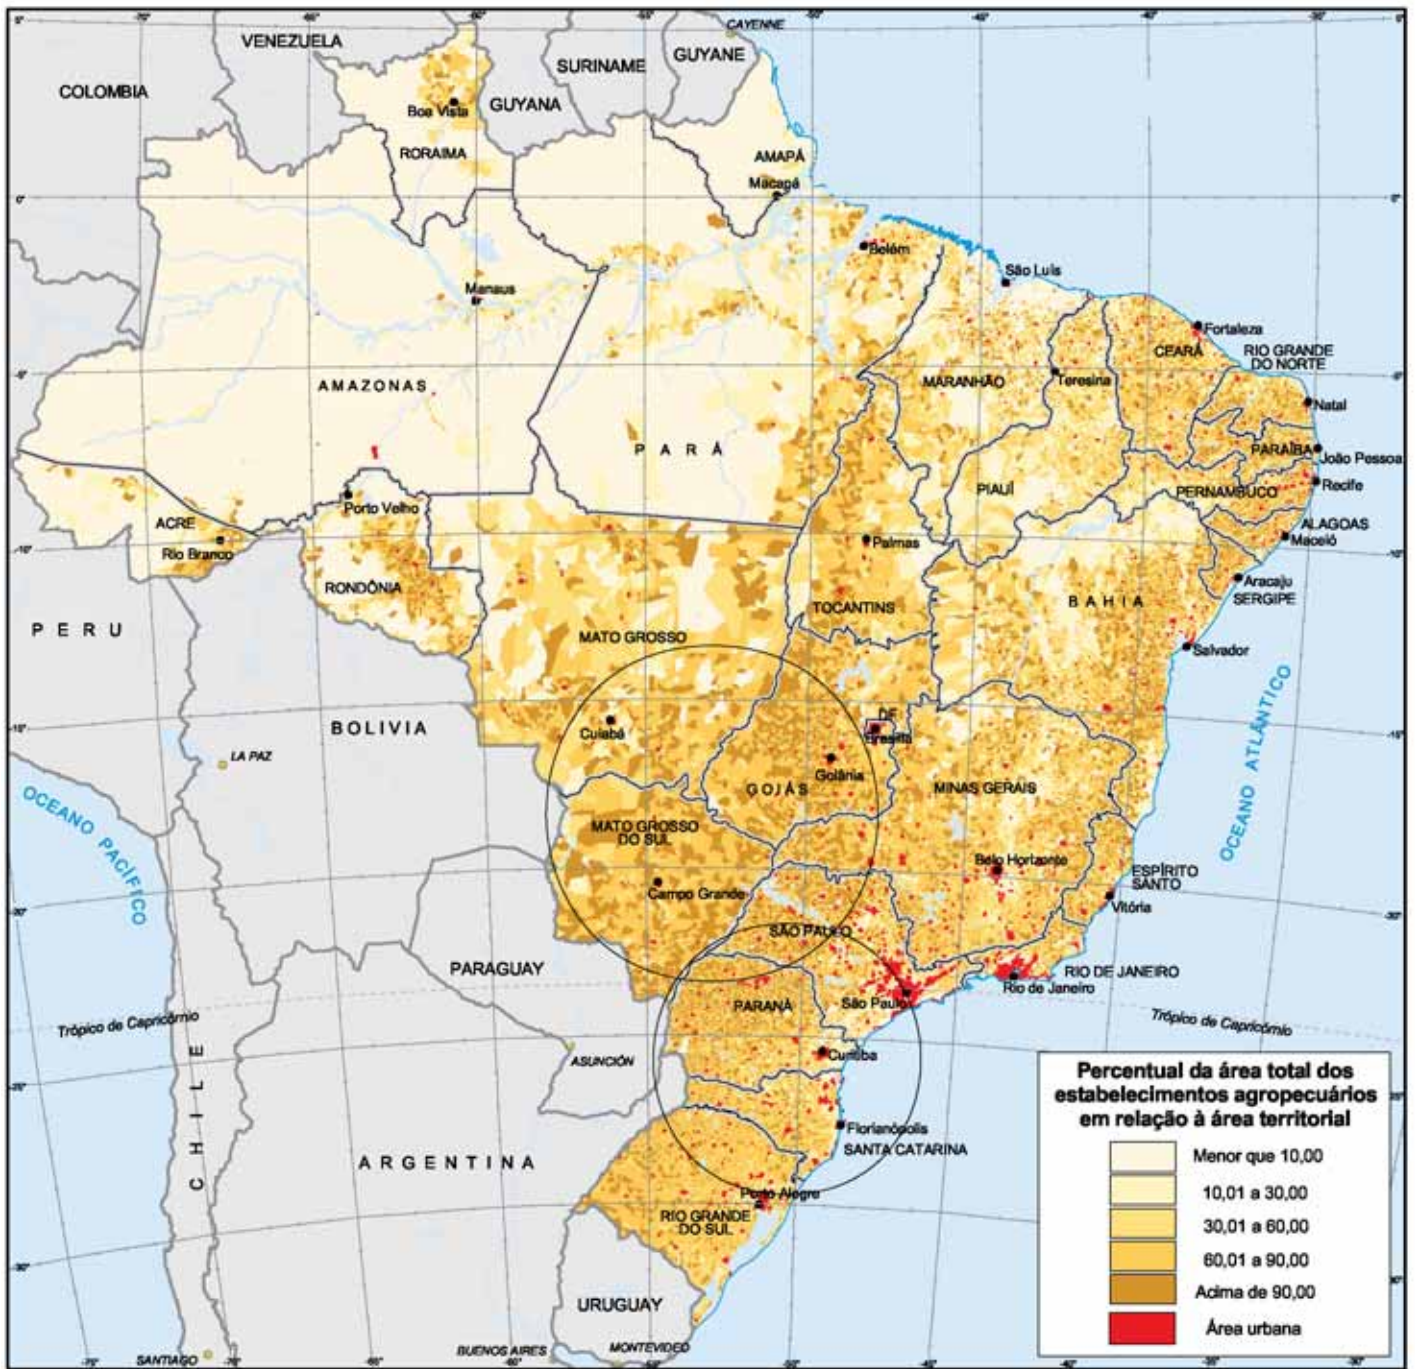 CAYENNE
VENEZUELA
GUYANE
SURINAME
COLOMBIA
Boa Vista
GUYANA
RORAIMA
AMAPÁ
Macapá
0°
0°
Belém
São Luís
Manaus
Fortaleza
CEARÁ
RIO GRANDE
DO NORTE
AMAZONAS
MARANHÃO
Teresina
Natal
PARÁ
PARAÍBA
João Pessoa
PIAUÍ
PERNAMBUCO
Recife
Porto Velho
ACRE
Rio Branco
ALAGOAS
Maceió
Palmas
RONDÔNIA
Aracaju
SERGIPE
BAHIA
TOCANTINS
PERU
MATO GROSSO
Salvador
BOLIVIA
Cuiabá
DF
Brasília
LA PAZ
Goiânia
GOIÁS
MINAS GERAIS
OCEANO ATLÂNTICO
OCEANO PACÍFICO
MATO GROSSO
DO SUL
Belo Horizonte
ESPÍRITO
SANTO
Campo Grande
Vitória
SÃO PAULO
PARAGUAY
RIO DE JANEIRO
Rio de Janeiro
PARANÁ
São Paulo
Trópico de Capricórnio
Trópico de Capricórnio
CHILE
ASUNCIÓN
Curitiba
Florianópolis
SANTA CATARINA
ARGENTINA
Porto Alegre
RIO GRANDE
DO SUL
URUGUAY
BUENOS AIRES
MONTEVIDEO
SANTIAGO
Percentual da área total dos
estabelecimentos agropecuários
em relação à área territorial
Menor que 10,00
10,01 a 30,00
30,01 a 60,00
60,01 a 90,00
Acima de 90,00
Área urbana